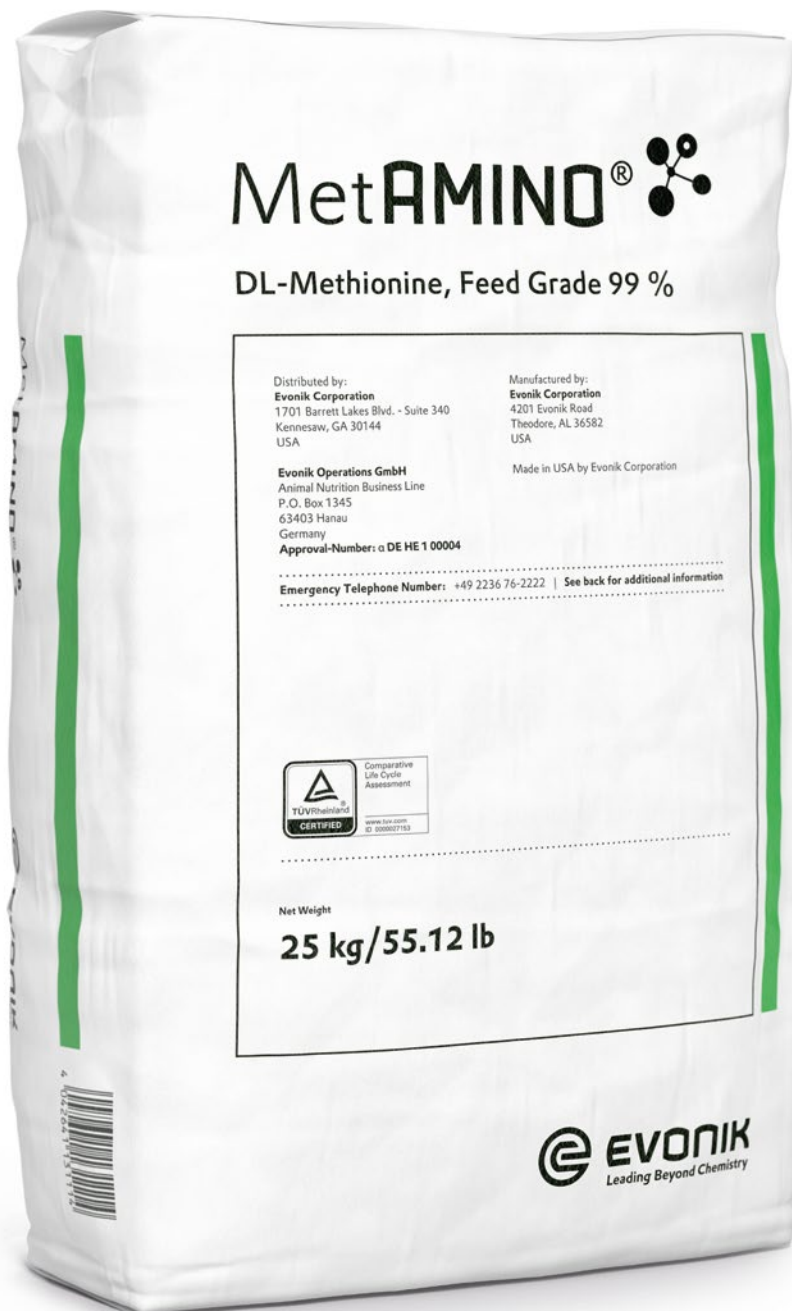 MetAMINO®
DL-Methionine, Feed Grade 99 %
Distributed by:
Evonik Corporation
1701 Barrett Lakes Blvd. - Suite 340
Kennesaw, GA 30144
USA
Evonik Operations GmbH
Animal Nutrition Business Line
P.O. Box 1345
63403 Hanau
Germany
Approval-Number: α DE HE 1 00004
Manufactured by:
Evonik Corporation
4201 Evonik Road
Theodore, AL 36582
USA
Made in USA by Evonik Corporation
Emergency Telephone Number: +49 2236 76-2222 | See back for additional information
TÜVRheinland®
CERTIFIED
Comparative
Life Cycle
Assessment
www.tuv.com
ID 0000027153
Net Weight
25 kg/55.12 lb
EVONIK
Leading Beyond Chemistry
MetAMINO®
EVONIK